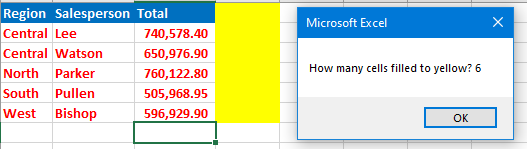 Region Salesperson Total
Central Lee 740,578.40
Central Watson 650,976.90
North Parker 760,122.80
South Pullen 505,968.95
West Bishop 596,929.90
Microsoft Excel
How many cells filled to yellow? 6
OK